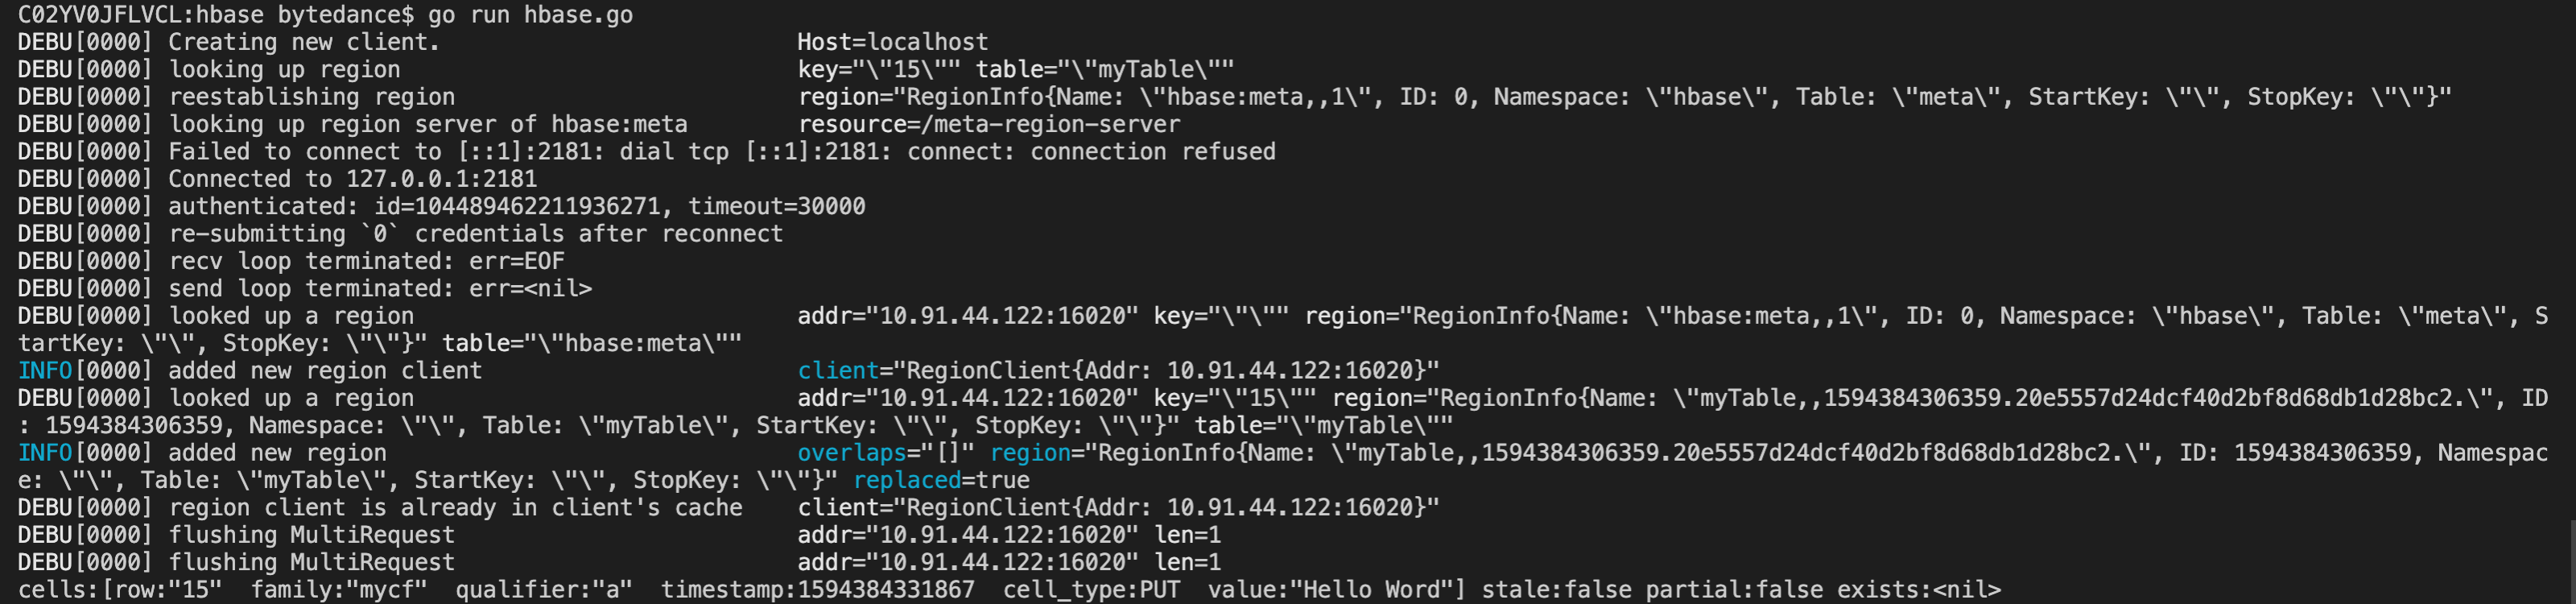 C02YV0JFLVCL:hbase bytedance$ go run hbase.go
DEBU[0000] Creating new client.                          Host=localhost
DEBU[0000] looking up region                             key="\"15\"" table="\"myTable\""
DEBU[0000] reestablishing region                         region="RegionInfo{Name: \"hbase:meta,,1\", ID: 0, Namespace: \"hbase\", Table: \"meta\", StartKey: \"\", StopKey: \"\"}"
DEBU[0000] looking up region server of hbase:meta        resource=/meta-region-server
DEBU[0000] Failed to connect to [::1]:2181: dial tcp [::1]:2181: connect: connection refused
DEBU[0000] Connected to 127.0.0.1:2181
DEBU[0000] authenticated: id=104489462211936271, timeout=30000
DEBU[0000] re-submitting `0` credentials after reconnect
DEBU[0000] recv loop terminated: err=EOF
DEBU[0000] send loop terminated: err=<nil>
DEBU[0000] looked up a region                            addr="10.91.44.122:16020" key="\"\"" region="RegionInfo{Name: \"hbase:meta,,1\", ID: 0, Namespace: \"hbase\", Table: \"meta\", S
tartKey: \"\", StopKey: \"\"}" table="\"hbase:meta\""
INFO[0000] added new region client                       client="RegionClient{Addr: 10.91.44.122:16020}"
DEBU[0000] looked up a region                            addr="10.91.44.122:16020" key="\"15\"" region="RegionInfo{Name: \"myTable,,1594384306359.20e5557d24dcf40d2bf8d68db1d28bc2.\", ID
: 1594384306359, Namespace: \"\", Table: \"myTable\", StartKey: \"\", StopKey: \"\"}" table="\"myTable\""
INFO[0000] added new region                              overlaps="[]" region="RegionInfo{Name: \"myTable,,1594384306359.20e5557d24dcf40d2bf8d68db1d28bc2.\", ID: 1594384306359, Namespac
e: \"\", Table: \"myTable\", StartKey: \"\", StopKey: \"\"}" replaced=true
DEBU[0000] region client is already in client's cache    client="RegionClient{Addr: 10.91.44.122:16020}"
DEBU[0000] flushing MultiRequest                         addr="10.91.44.122:16020" len=1
DEBU[0000] flushing MultiRequest                         addr="10.91.44.122:16020" len=1
cells:[row:"15"  family:"mycf"  qualifier:"a"  timestamp:1594384331867  cell_type:PUT  value:"Hello Word"] stale:false partial:false exists:<nil>